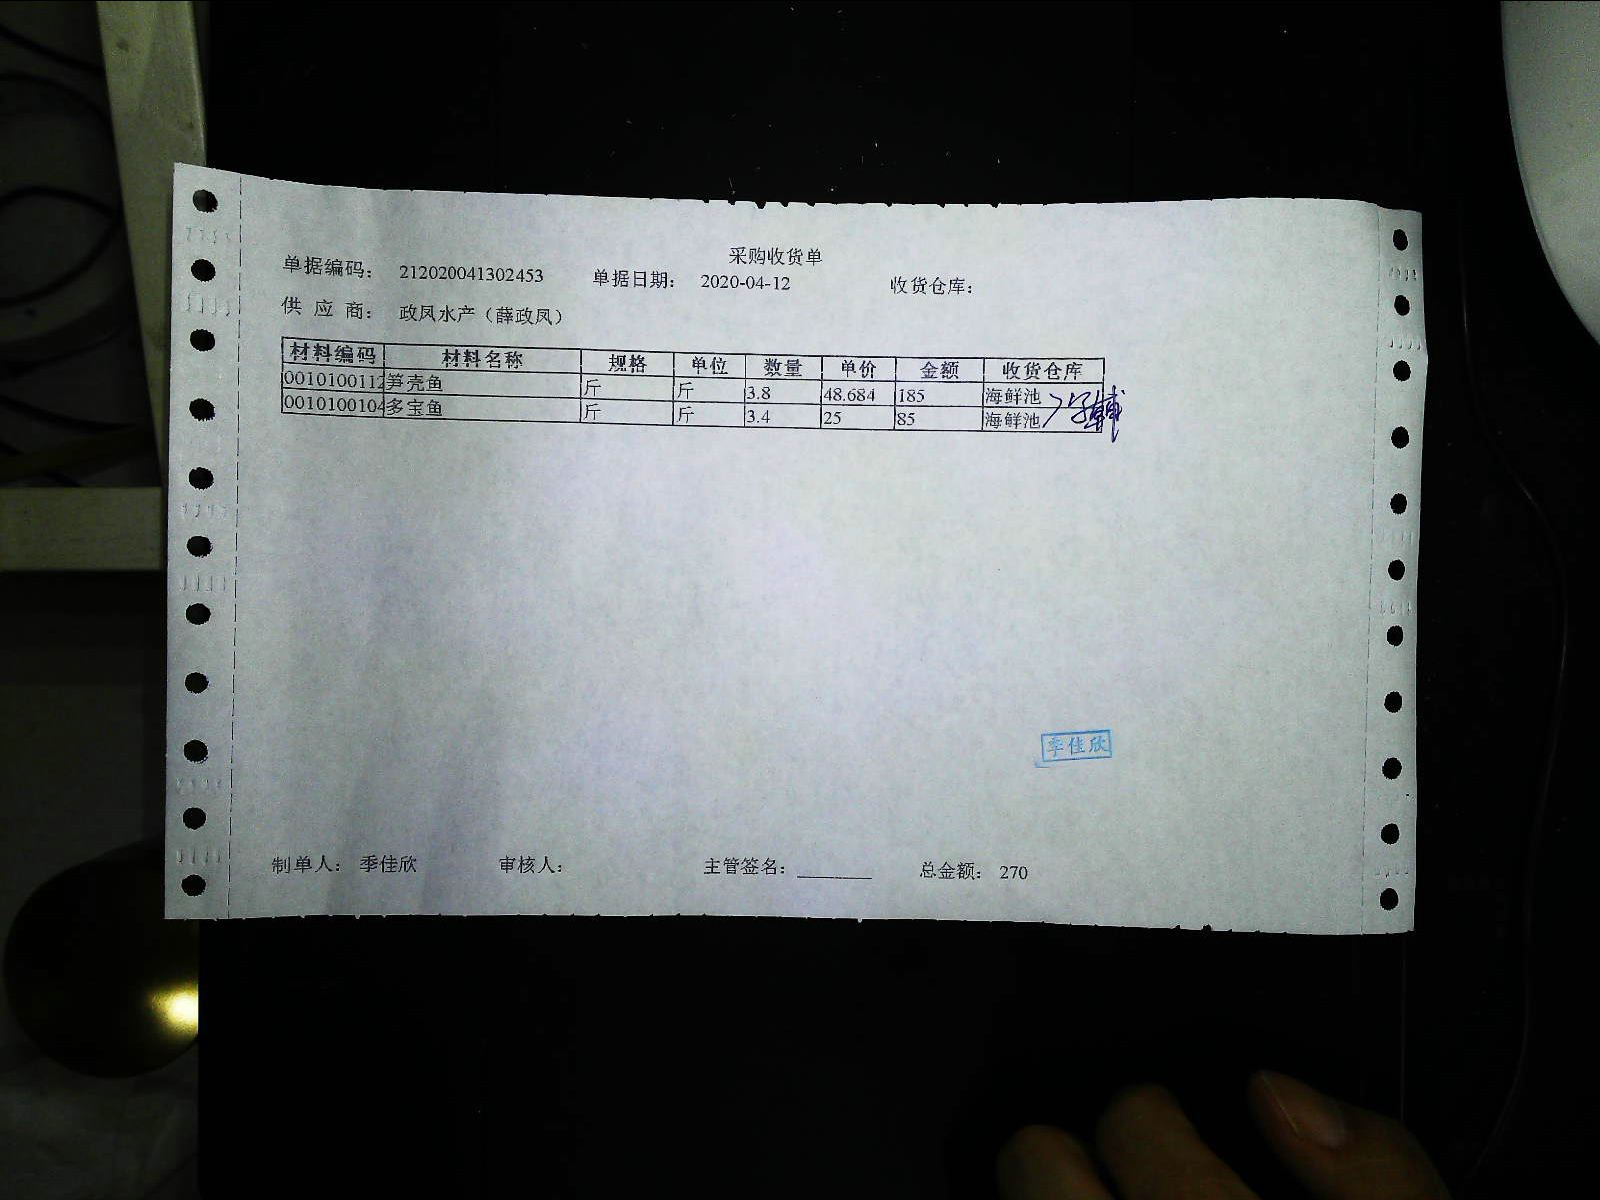 采购收货单
单据编码: 212020041302453 单据日期: 2020-04-12 收货仓库:
供 应 商: 政凤水产（薛政凤）
材料编码 材料名称 规格 单位 数量 单价 金额 收货仓库
0010100112 笋壳鱼 斤 斤 3.8 48.684 185 海鲜池
0010100104 多宝鱼 斤 斤 3.4 25 85 海鲜池
季佳欣
制单人: 季佳欣 审核人: 主管签名: 总金额: 270